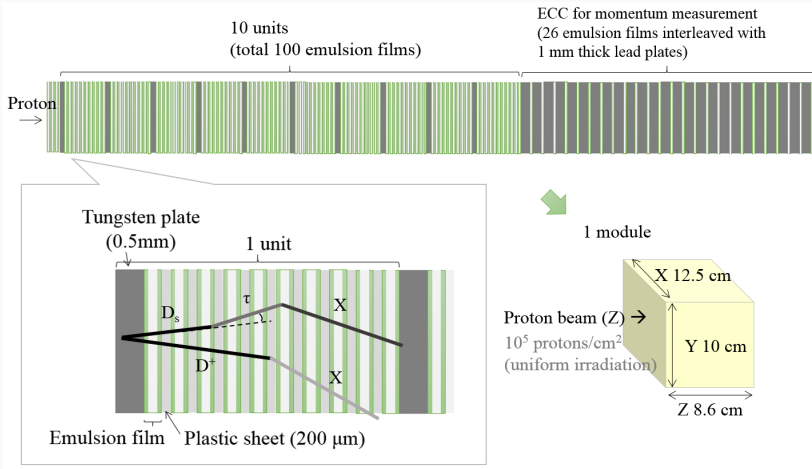 10 units
(total 100 emulsion films)
ECC for momentum measurement
(26 emulsion films interleaved with
1 mm thick lead plates)
Proton
Tungsten plate
(0.5mm)
1 unit
Dₛ
τ
X
D⁺
X
Emulsion film
Plastic sheet (200 μm)
1 module
X 12.5 cm
Proton beam (Z)
10⁵ protons/cm²
(uniform irradiation)
Y 10 cm
Z 8.6 cm